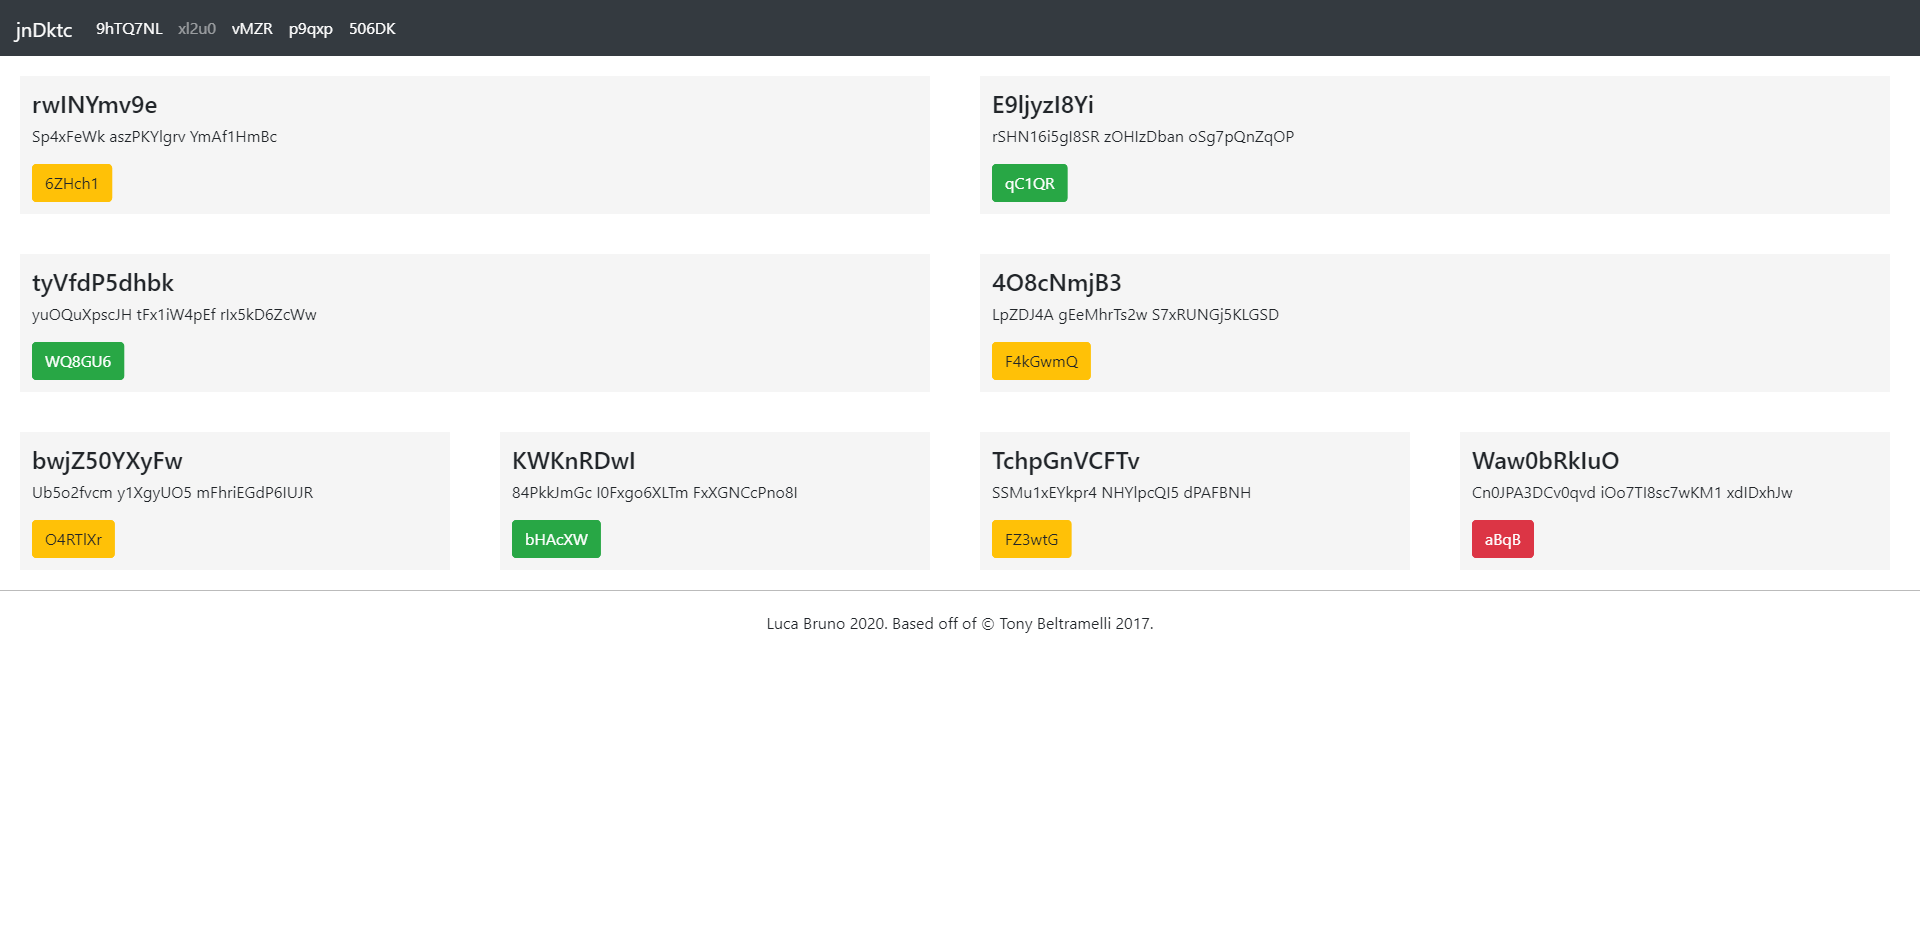 jnDktc 9hTQ7NL xl2u0 vMZR p9qxp 506DK
rwINYmv9e
Sp4xFeWk aszPKYlgrv YmAf1HmBc
6ZHch1
E9ljyzI8Yi
rSHN16i5gI8SR zOHIzDban oSg7pQnZqOP
qC1QR
tyVfdP5dhbk
yuOQuXpscJH tFx1iW4pEf rIx5kD6ZcWw
WQ8GU6
4O8cNmjB3
LpZDJ4A gEeMhrTs2w S7xRUNGj5KLGSD
F4kGwmQ
bwjZ50YXyFw
Ub5o2fvcm y1XgyUO5 mFhriEGdP6IUJR
O4RTlXr
KWKnRDwI
84PkkJmGc I0Fxgo6XLTm FxXGNCcPno8I
bHAcXW
TchpGnVCFTv
SSMu1xEYkpr4 NHYlpcQI5 dPAFBNH
FZ3wtG
Waw0bRkIuO
Cn0JPA3DCv0qvd iOo7TI8sc7wKM1 xdIDxhJw
aBqB
Luca Bruno 2020. Based off of © Tony Beltramelli 2017.